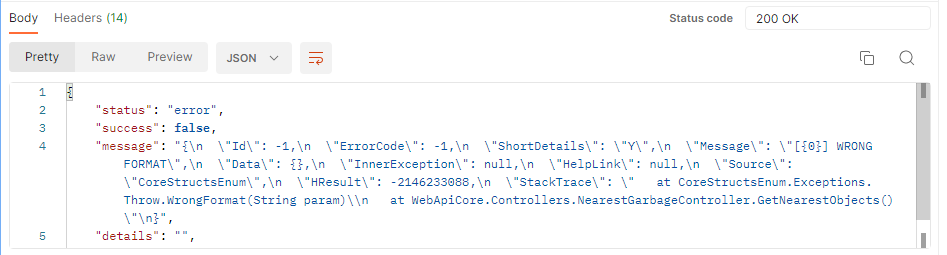 Body Headers (14) Status code 200 OK
Pretty Raw Preview JSON
1 {
2 "status": "error",
3 "success": false,
4 "message": "{\n  \"Id\": -1,\n  \"ErrorCode\": -1,\n  \"ShortDetails\": \"Y\",\n  \"Message\": \"[{0}] WRONG
FORMAT\",\n  \"Data\": {},\n  \"InnerException\": null,\n  \"HelpLink\": null,\n  \"Source\":
\"CoreStructsEnum\",\n  \"HResult\": -2146233088,\n  \"StackTrace\": \"   at CoreStructsEnum.Exceptions.
Throw.WrongFormat(String param)\\n   at WebApiCore.Controllers.NearestGarbageController.GetNearestObjects()
\"\n}",
5 "details": "",